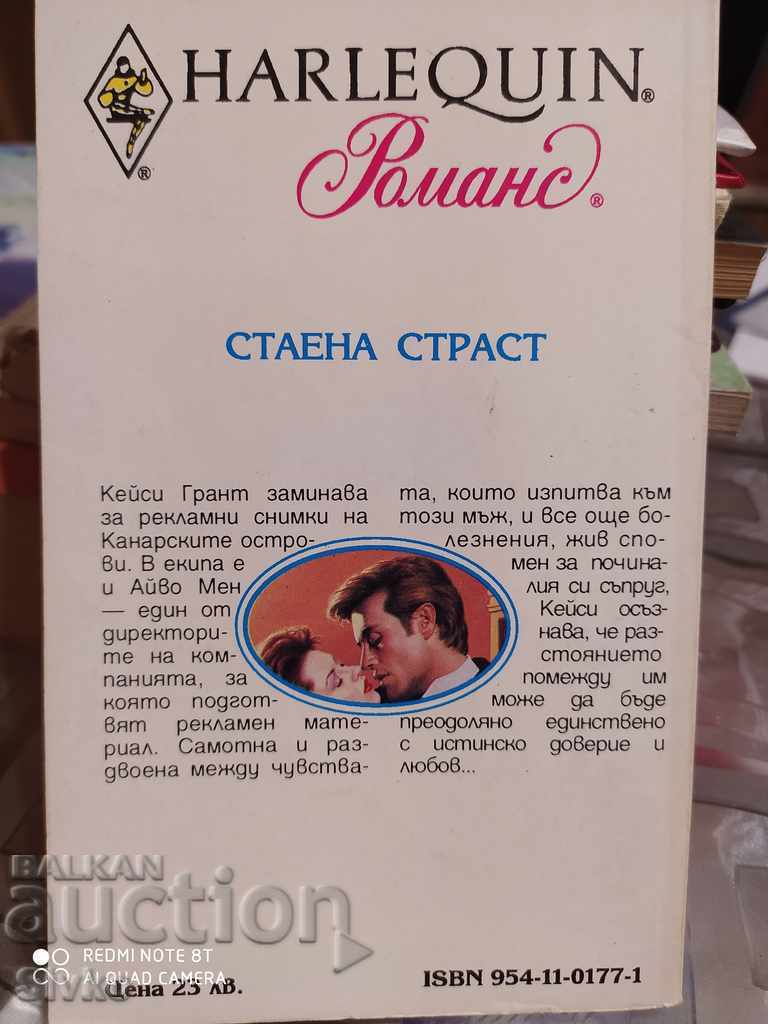 HARLEQUIN®
Романс®
®
СТАЕНА СТРАСТ
Кейси Грант заминава
за рекламни снимки на
Канарските остро-
ви. В екипа е
и Айво Мен
— един от
директори-
те на ком-
панията, за
която подгот-
вят рекламен мате-
риал. Самотна и раз-
двоена между чувства-
та, които изпитва към
този мъж, и все още бо-
лезнения, жив спо-
мен за почина-
лия си съпруг,
Кейси осъз-
нава, че раз-
стоянието
помежду им
може да бъде
преодоляно единствено
с истинско доверие и
любов...
BALKAN
auction
REDMI NOTE 8T
AI QUAD CAMERA
Sivko
Цена 23 лв.
ISBN 954-11-0177-1